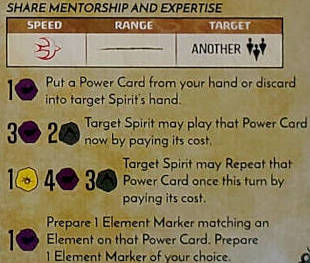 SHARE MENTORSHIP AND EXPERTISE
SPEED RANGE TARGET
ANOTHER
1 Put a Power Card from your hand or discard
into target Spirit's hand.
3 2 Target Spirit may play that Power Card
now by paying its cost.
1 4 3 Target Spirit may Repeat that
Power Card once this turn by
paying its cost.
1 Prepare 1 Element Marker matching an
Element on that Power Card. Prepare
1 Element Marker of your choice.